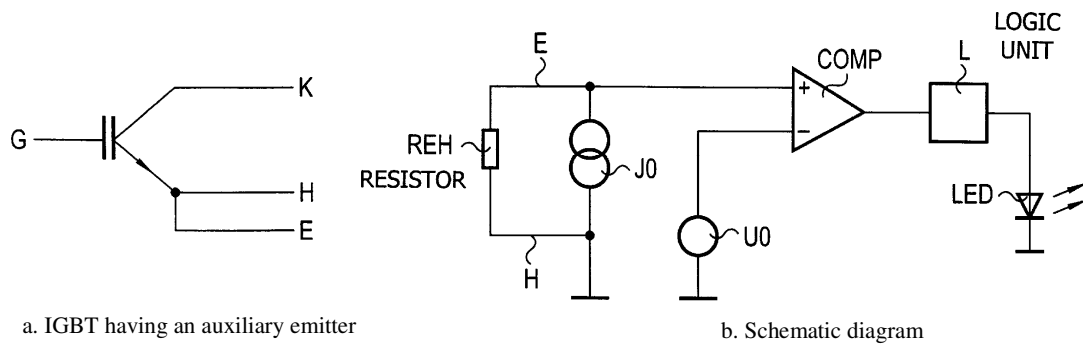 G
K
H
E
a. IGBT having an auxiliary emitter
E
REH
RESISTOR
J0
H
COMP
+
−
U0
L
LOGIC
UNIT
LED
b. Schematic diagram